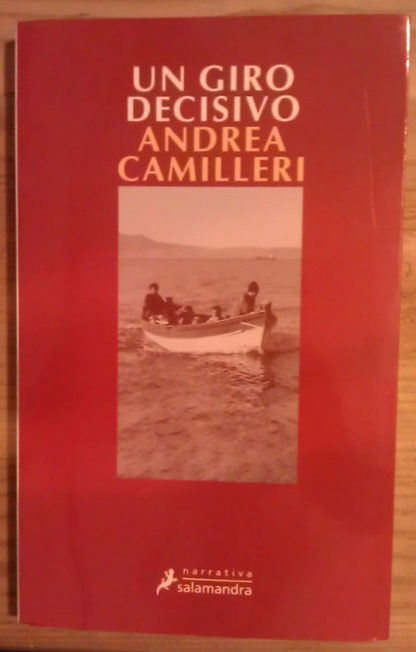 UN GIRO
DECISIVO
ANDREA
CAMILLERI
narrativa
salamandra